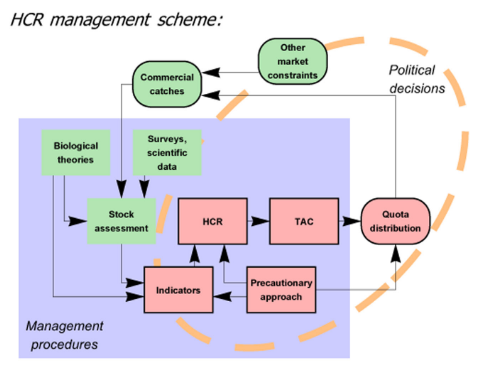 HCR management scheme:
Other
market
constraints
Political
decisions
Commercial
catches
Biological
theories
Surveys,
scientific
data
Stock
assessment
HCR
TAC
Quota
distribution
Indicators
Precautionary
approach
Management
procedures